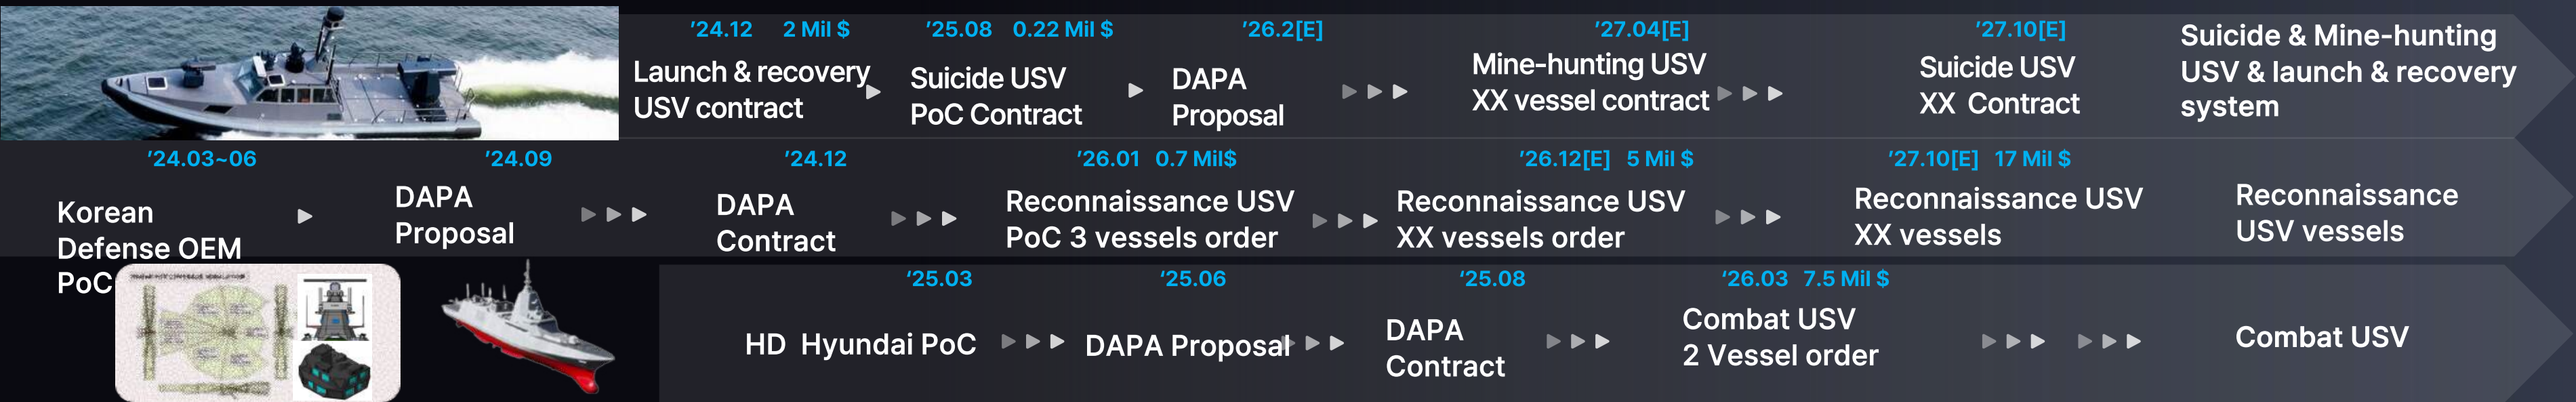 ’24.12 2 Mil $
Launch & recovery
USV contract
’25.08 0.22 Mil $
Suicide USV
PoC Contract
’26.2[E]
DAPA
Proposal
’27.04[E]
Mine-hunting USV
XX vessel contract
’27.10[E]
Suicide USV
XX Contract
Suicide & Mine-hunting
USV & launch & recovery
system
’24.03~06
Korean
Defense OEM
PoC
’24.09
DAPA
Proposal
’24.12
DAPA
Contract
’26.01 0.7 Mil$
Reconnaissance USV
PoC 3 vessels order
’26.12[E] 5 Mil $
Reconnaissance USV
XX vessels order
’27.10[E] 17 Mil $
Reconnaissance USV
XX vessels
Reconnaissance
USV vessels
‘25.03
HD Hyundai PoC
‘25.06
DAPA Proposal
‘25.08
DAPA
Contract
’26.03 7.5 Mil $
Combat USV
2 Vessel order
Combat USV